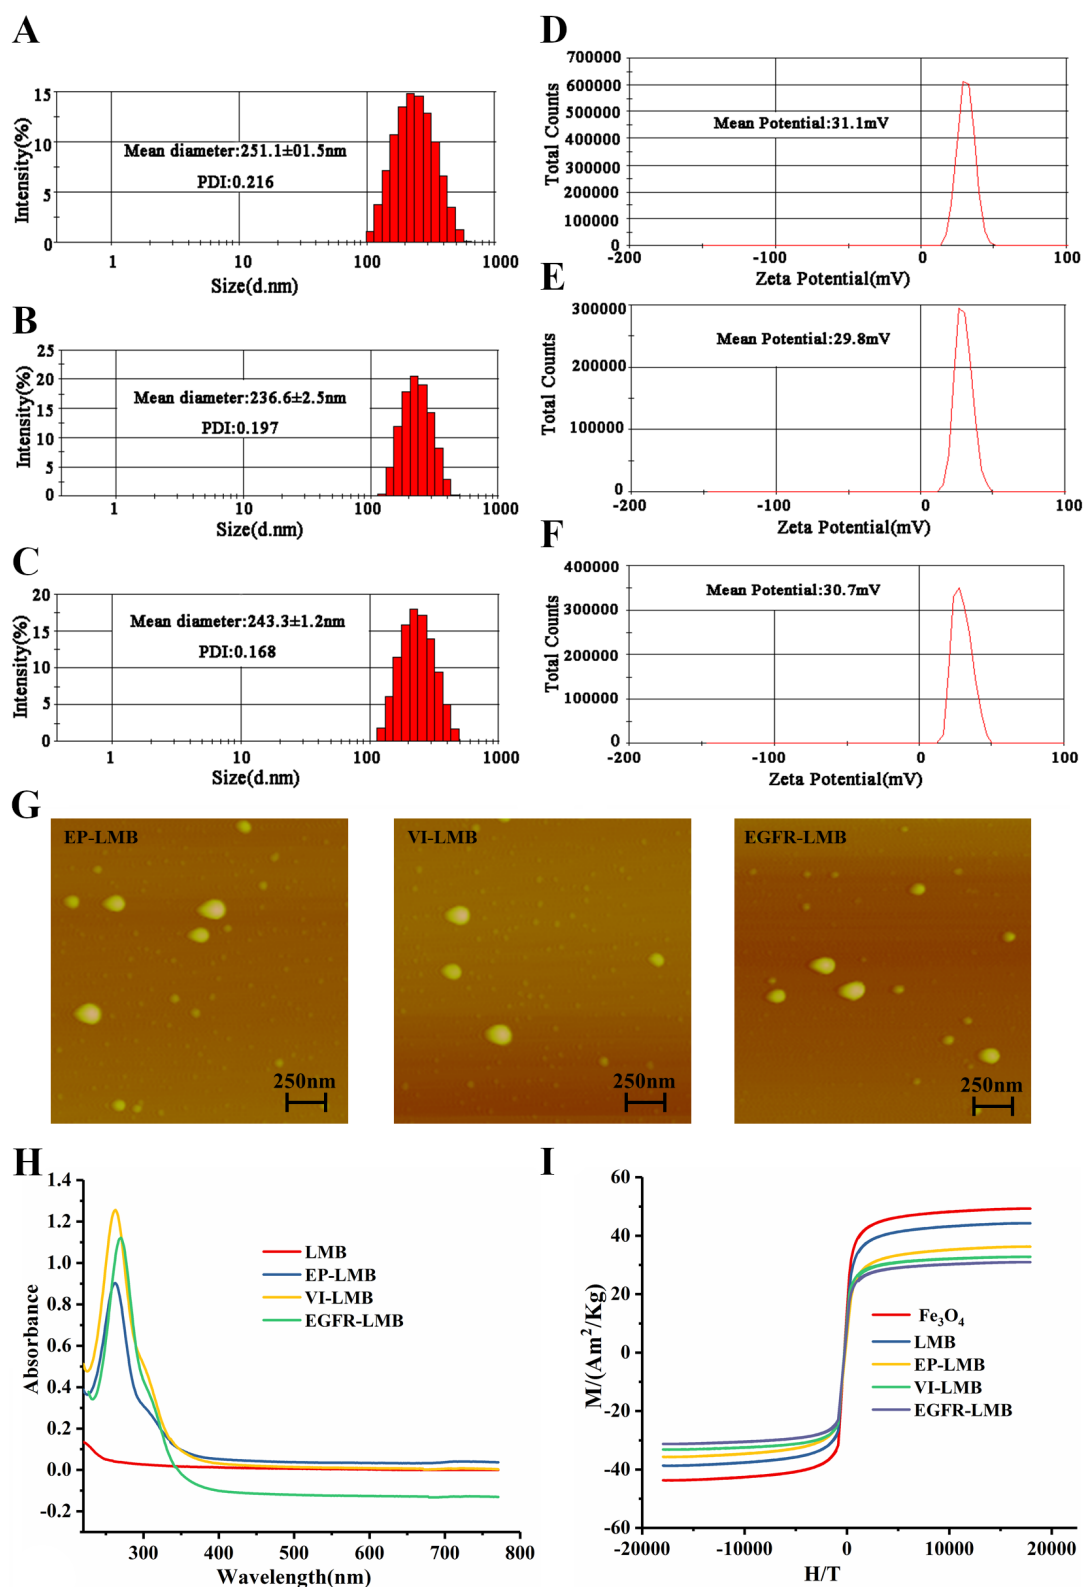 A
15
10
5
0
Intensity(%)
Mean diameter:251.1±01.5nm
PDI:0.216
1
10
100
1000
Size(d.nm)
B
25
20
15
10
5
0
Intensity(%)
Mean diameter:236.6±2.5nm
PDI:0.197
1
10
100
1000
Size(d.nm)
C
20
15
10
5
0
Intensity(%)
Mean diameter:243.3±1.2nm
PDI:0.168
1
10
100
1000
Size(d.nm)
D
700000
600000
500000
400000
300000
200000
100000
0
Total Counts
Mean Potential:31.1mV
-200
-100
0
100
Zeta Potential(mV)
E
300000
200000
100000
0
Total Counts
Mean Potential:29.8mV
-200
-100
0
100
Zeta Potential(mV)
F
400000
300000
200000
100000
0
Total Counts
Mean Potential:30.7mV
-200
-100
0
100
Zeta Potential(mV)
G
EP-LMB
250nm
VI-LMB
250nm
EGFR-LMB
250nm
H
1.4
1.2
1.0
0.8
0.6
0.4
0.2
0.0
-0.2
Absorbance
LMB
EP-LMB
VI-LMB
EGFR-LMB
300
400
500
600
700
800
Wavelength(nm)
I
60
40
20
0
-20
-40
-60
M/(Am²/Kg)
Fe₃O₄
LMB
EP-LMB
VI-LMB
EGFR-LMB
-20000
-10000
0
10000
20000
H/T